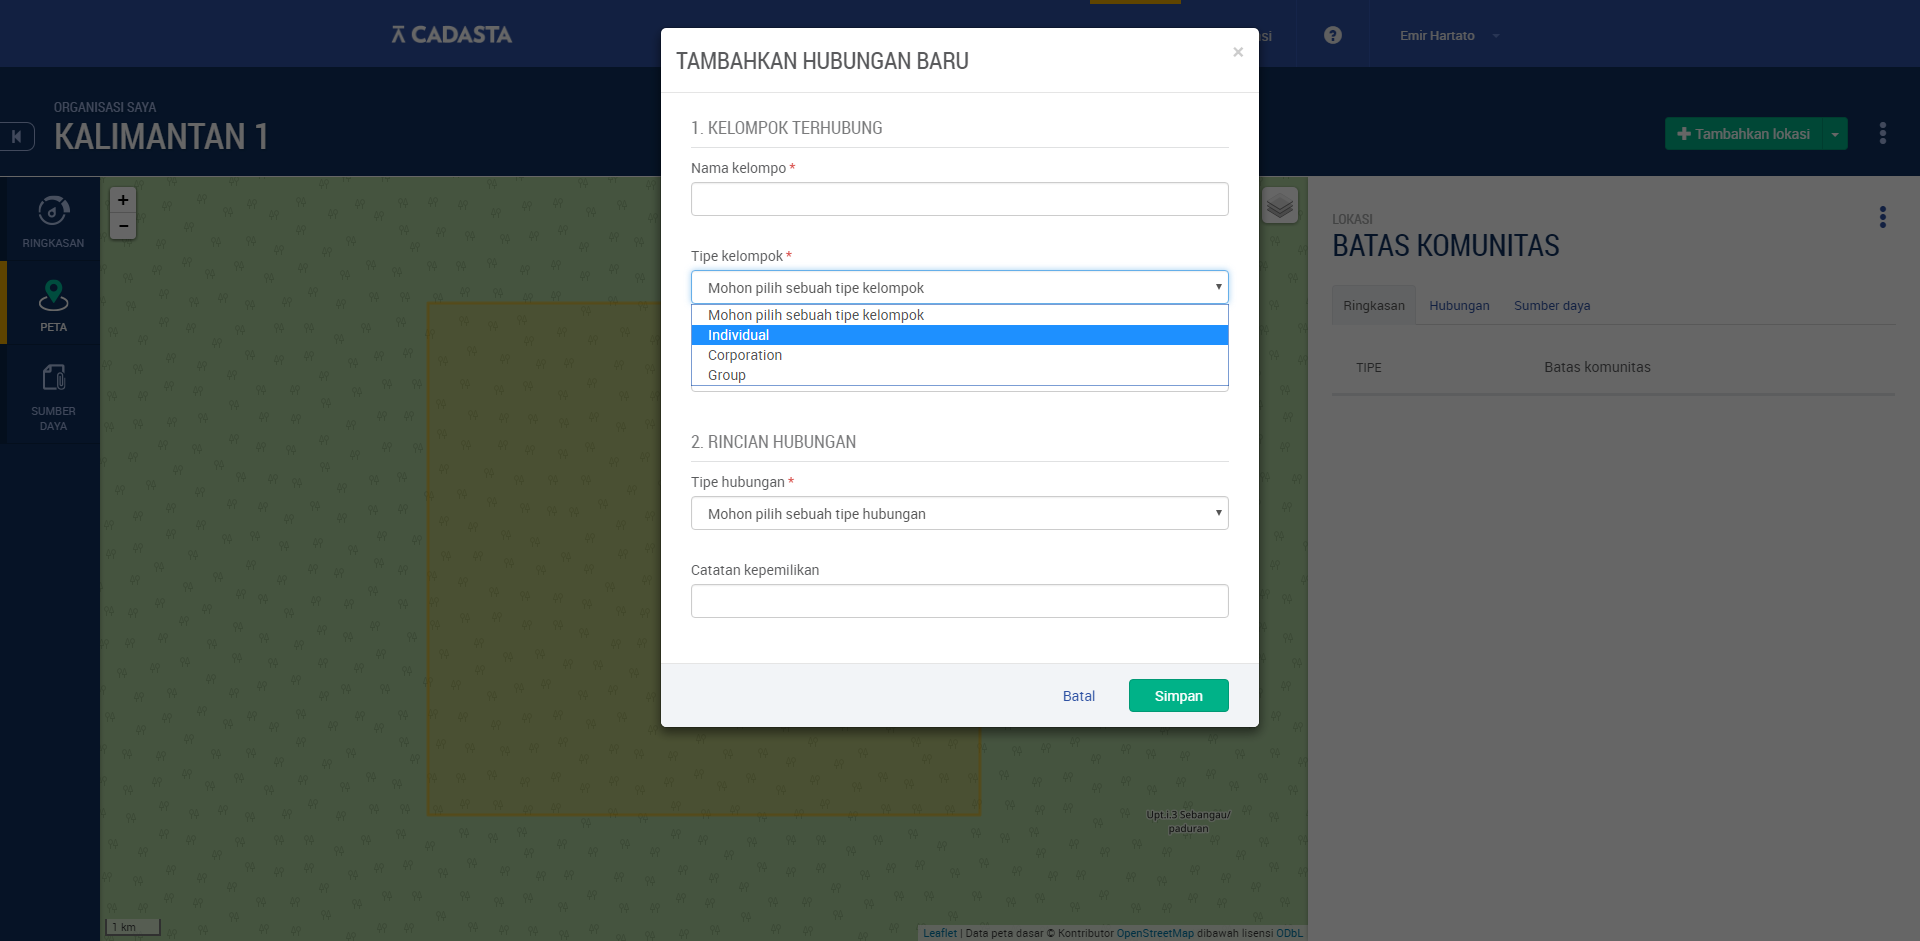 CADASTA
si
?
Emir Hartato
ORGANISASI SAYA
KALIMANTAN 1
Tambahkan lokasi
RINGKASAN
PETA
SUMBER
DAYA
+
−
TAMBAHKAN HUBUNGAN BARU
×
1. KELOMPOK TERHUBUNG
Nama kelompo *
Tipe kelompok *
Mohon pilih sebuah tipe kelompok
Mohon pilih sebuah tipe kelompok
Individual
Corporation
Group
2. RINCIAN HUBUNGAN
Tipe hubungan *
Mohon pilih sebuah tipe hubungan
Catatan kepemilikan
Batal
Simpan
LOKASI
BATAS KOMUNITAS
Ringkasan
Hubungan
Sumber daya
TIPE
Batas komunitas
Upt.i.3 Sebangau/
paduran
1 km
Leaflet | Data peta dasar © Kontributor OpenStreetMap dibawah lisensi ODbL